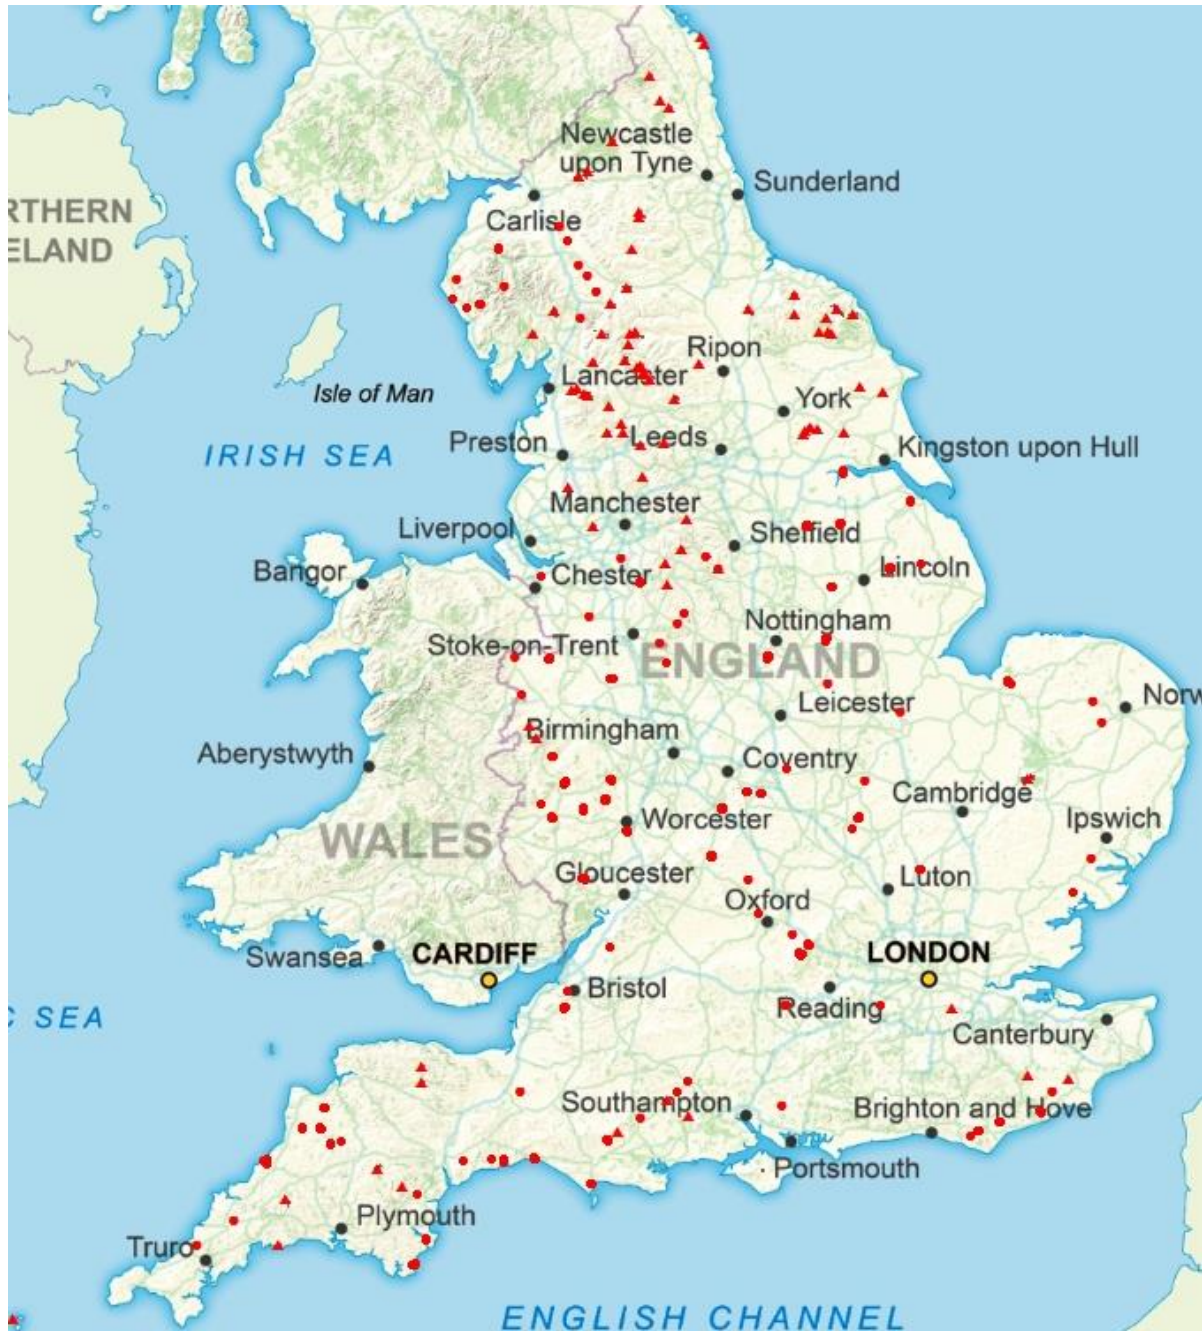 Newcastle
upon Tyne
Sunderland
Carlisle
RTHERN
ELAND
Ripon
Lancaster
Isle of Man
York
IRISH SEA
Preston
Leeds
Kingston upon Hull
Manchester
Liverpool
Sheffield
Bangor
Chester
Lincoln
Nottingham
Stoke-on-Trent
ENGLAND
Norw
Leicester
Birmingham
Aberystwyth
Coventry
Cambridge
WALES
Worcester
Ipswich
Gloucester
Luton
Oxford
Swansea
CARDIFF
LONDON
Bristol
Reading
C SEA
Canterbury
Southampton
Brighton and Hove
Portsmouth
Plymouth
Truro
ENGLISH CHANNEL